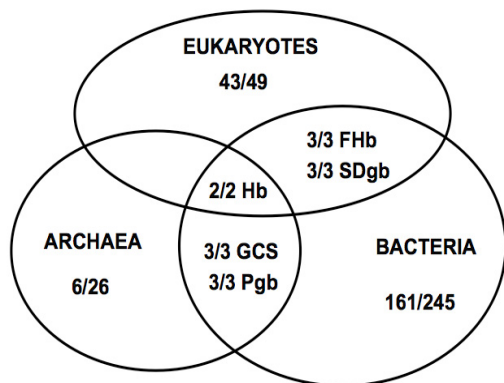 EUKARYOTES
43/49
3/3 FHb
3/3 SDgb
2/2 Hb
ARCHAEA
6/26
3/3 GCS
3/3 Pgb
BACTERIA
161/245